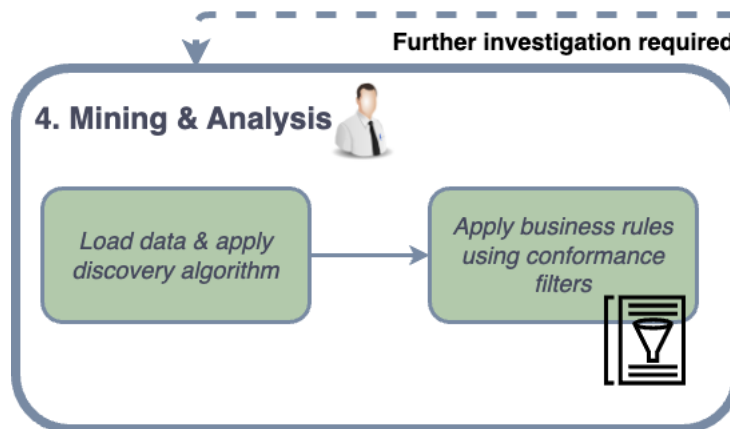 Further investigation required
4. Mining & Analysis
Load data & apply
discovery algorithm
Apply business rules
using conformance
filters